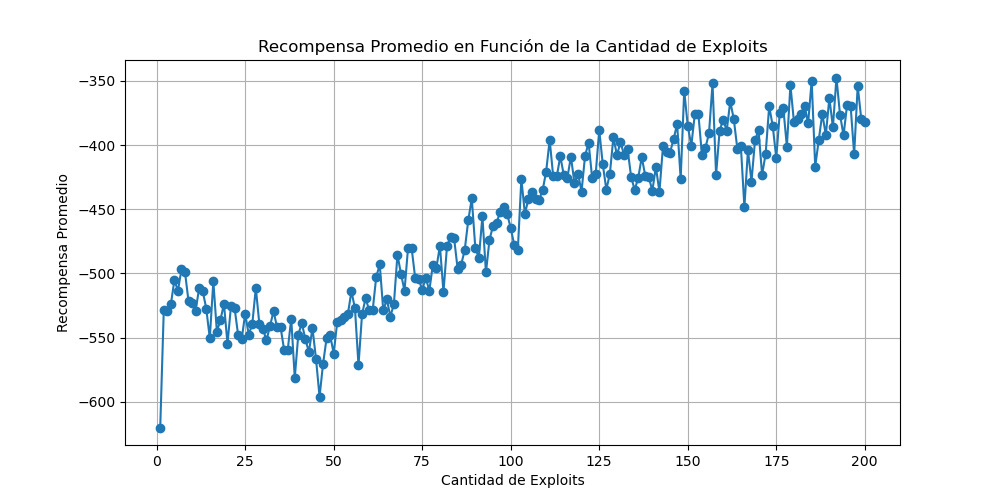 Recompensa Promedio en Función de la Cantidad de Exploits
Recompensa Promedio
−350
−400
−450
−500
−550
−600
0 25 50 75 100 125 150 175 200
Cantidad de Exploits